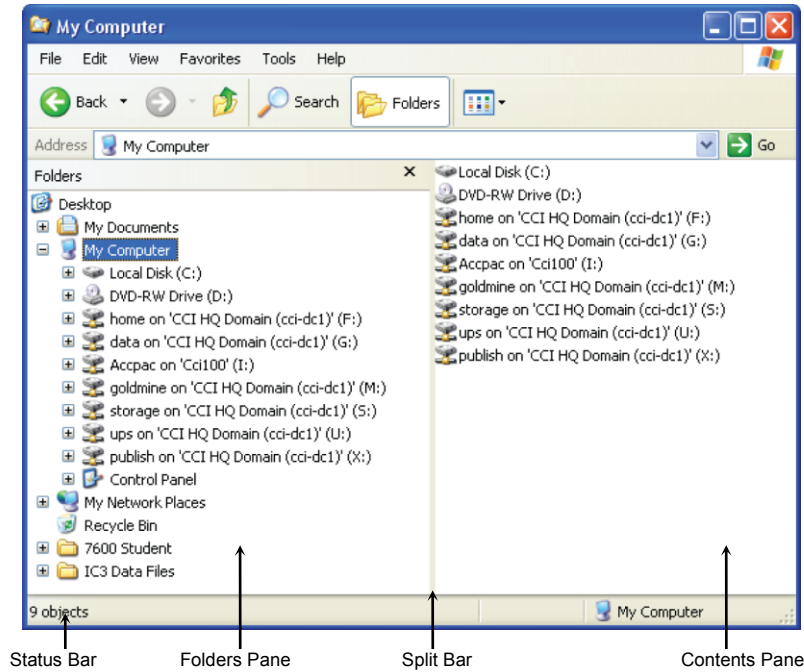 My Computer
File Edit View Favorites Tools Help
Back Search Folders
Address My Computer Go
Folders
Desktop
My Documents
My Computer
Local Disk (C:)
DVD-RW Drive (D:)
home on 'CCI HQ Domain (cci-dc1)' (F:)
data on 'CCI HQ Domain (cci-dc1)' (G:)
Accpac on 'Cci100' (I:)
goldmine on 'CCI HQ Domain (cci-dc1)' (M:)
storage on 'CCI HQ Domain (cci-dc1)' (S:)
ups on 'CCI HQ Domain (cci-dc1)' (U:)
publish on 'CCI HQ Domain (cci-dc1)' (X:)
Control Panel
My Network Places
Recycle Bin
7600 Student
IC3 Data Files
Local Disk (C:)
DVD-RW Drive (D:)
home on 'CCI HQ Domain (cci-dc1)' (F:)
data on 'CCI HQ Domain (cci-dc1)' (G:)
Accpac on 'Cci100' (I:)
goldmine on 'CCI HQ Domain (cci-dc1)' (M:)
storage on 'CCI HQ Domain (cci-dc1)' (S:)
ups on 'CCI HQ Domain (cci-dc1)' (U:)
publish on 'CCI HQ Domain (cci-dc1)' (X:)
9 objects My Computer
Status Bar Folders Pane Split Bar Contents Pane